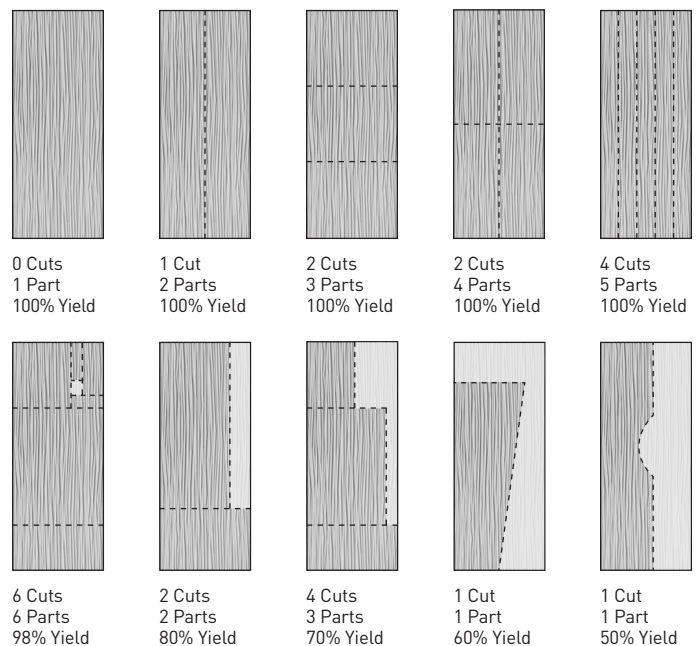 0 Cuts
1 Part
100% Yield
1 Cut
2 Parts
100% Yield
2 Cuts
3 Parts
100% Yield
2 Cuts
4 Parts
100% Yield
4 Cuts
5 Parts
100% Yield
6 Cuts
6 Parts
98% Yield
2 Cuts
2 Parts
80% Yield
4 Cuts
3 Parts
70% Yield
1 Cut
1 Part
60% Yield
1 Cut
1 Part
50% Yield